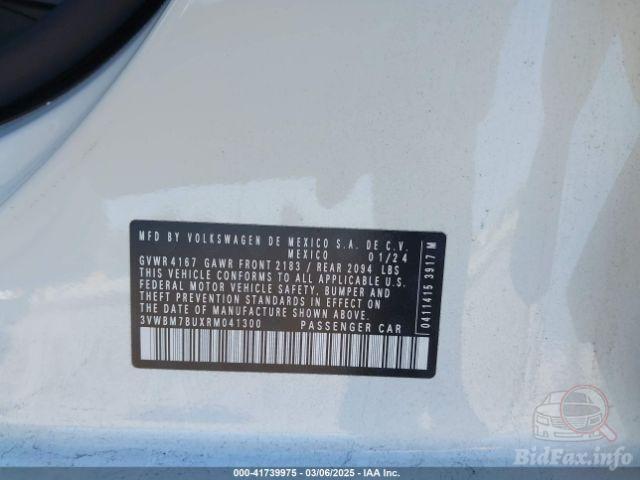 MFD BY VOLKSWAGEN DE MEXICO S.A. DE C.V.
MEXICO 01/24
GVWR 4167 GAWR FRONT 2183 / REAR 2094 LBS
THIS VEHICLE CONFORMS TO ALL APPLICABLE U.S.
FEDERAL MOTOR VEHICLE SAFETY, BUMPER AND
THEFT PREVENTION STANDARDS IN EFFECT ON
THE DATE OF MANUFACTURE SHOWN ABOVE.
3VWBM7BUXRM041300 PASSENGER CAR
0411415 3917 M
BidFax.info
000-41739975 - 03/06/2025 - IAA Inc.